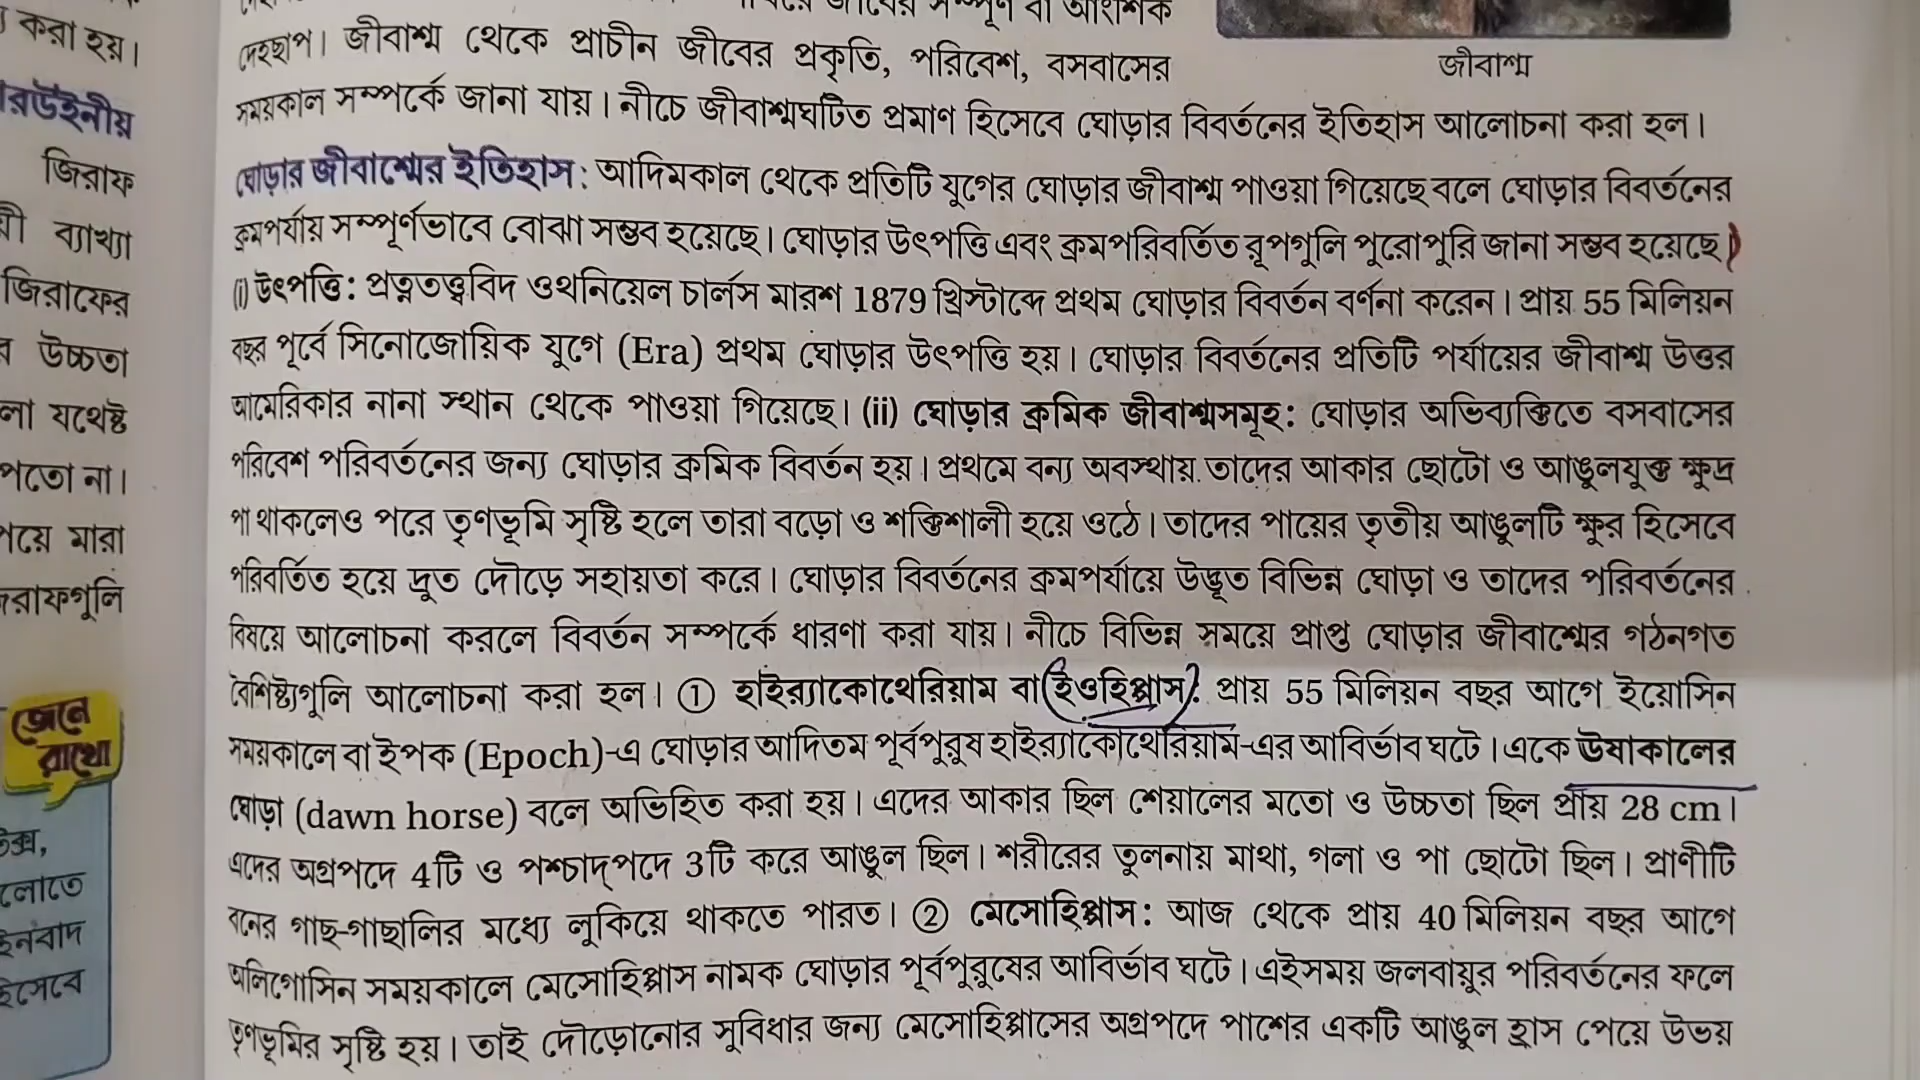 করা হয়।
রউইনীয়
জিরাফ
ব্যাখ্যা
জিরাফের
উচ্চতা
যথেষ্ট
না।
মারা
জেনে
রাখো
সম্পূর্ণ বা আংশিক
জীবাশ্ম
দেহছাপ। জীবাশ্ম থেকে প্রাচীন জীবের প্রকৃতি, পরিবেশ, বসবাসের
সময়কাল সম্পর্কে জানা যায়। নীচে জীবাশ্মঘটিত প্রমাণ হিসেবে ঘোড়ার বিবর্তনের ইতিহাস আলোচনা করা হল।
ঘোড়ার জীবাশ্মের ইতিহাস: আদিমকাল থেকে প্রতিটি যুগের ঘোড়ার জীবাশ্ম পাওয়া গিয়েছে বলে ঘোড়ার বিবর্তনের
ক্রমপর্যায় সম্পূর্ণভাবে বোঝা সম্ভব হয়েছে। ঘোড়ার উৎপত্তি এবং ক্রমপরিবর্তিত রূপগুলি পুরোপুরি জানা সম্ভব হয়েছে।
(i) উৎপত্তি: প্রত্নতত্ত্ববিদ ওথনিয়েল চার্লস মারশ 1879 খ্রিস্টাব্দে প্রথম ঘোড়ার বিবর্তন বর্ণনা করেন। প্রায় 55 মিলিয়ন
বছর পূর্বে সিনোজোয়িক যুগে (Era) প্রথম ঘোড়ার উৎপত্তি হয়। ঘোড়ার বিবর্তনের প্রতিটি পর্যায়ের জীবাশ্ম উত্তর
আমেরিকার নানা স্থান থেকে পাওয়া গিয়েছে। (ii) ঘোড়ার ক্রমিক জীবাশ্মসমূহ: ঘোড়ার অভিব্যক্তিতে বসবাসের
পরিবেশ পরিবর্তনের জন্য ঘোড়ার ক্রমিক বিবর্তন হয়। প্রথমে বন্য অবস্থায় তাদের আকার ছোটো ও আঙুলযুক্ত ক্ষুদ্র
পা থাকলেও পরে তৃণভূমি সৃষ্টি হলে তারা বড়ো ও শক্তিশালী হয়ে ওঠে। তাদের পায়ের তৃতীয় আঙুলটি ক্ষুর হিসেবে
পরিবর্তিত হয়ে দ্রুত দৌড়ে সহায়তা করে। ঘোড়ার বিবর্তনের ক্রমপর্যায়ে উদ্ভূত বিভিন্ন ঘোড়া ও তাদের পরিবর্তনের
বিষয়ে আলোচনা করলে বিবর্তন সম্পর্কে ধারণা করা যায়। নীচে বিভিন্ন সময়ে প্রাপ্ত ঘোড়ার জীবাশ্মের গঠনগত
বৈশিষ্ট্যগুলি আলোচনা করা হল। ① হাইর‍্যাকোথেরিয়াম বা ইওহিপ্পাস: প্রায় 55 মিলিয়ন বছর আগে ইয়োসিন
সময়কালে বা ইপক (Epoch)-এ ঘোড়ার আদিতম পূর্বপুরুষ হাইর‍্যাকোথেরিয়াম-এর আবির্ভাব ঘটে। একে ঊষাকালের
ঘোড়া (dawn horse) বলে অভিহিত করা হয়। এদের আকার ছিল শেয়ালের মতো ও উচ্চতা ছিল প্রায় 28 cm।
এদের অগ্রপদে 4টি ও পশ্চাদ্‌পদে 3টি করে আঙুল ছিল। শরীরের তুলনায় মাথা, গলা ও পা ছোটো ছিল। প্রাণীটি
বনের গাছ-গাছালির মধ্যে লুকিয়ে থাকতে পারত। ② মেসোহিপ্পাস: আজ থেকে প্রায় 40 মিলিয়ন বছর আগে
অলিগোসিন সময়কালে মেসোহিপ্পাস নামক ঘোড়ার পূর্বপুরুষের আবির্ভাব ঘটে। এইসময় জলবায়ুর পরিবর্তনের ফলে
তৃণভূমির সৃষ্টি হয়। তাই দৌড়োনোর সুবিধার জন্য মেসোহিপ্পাসের অগ্রপদে পাশের একটি আঙুল হ্রাস পেয়ে উভয়